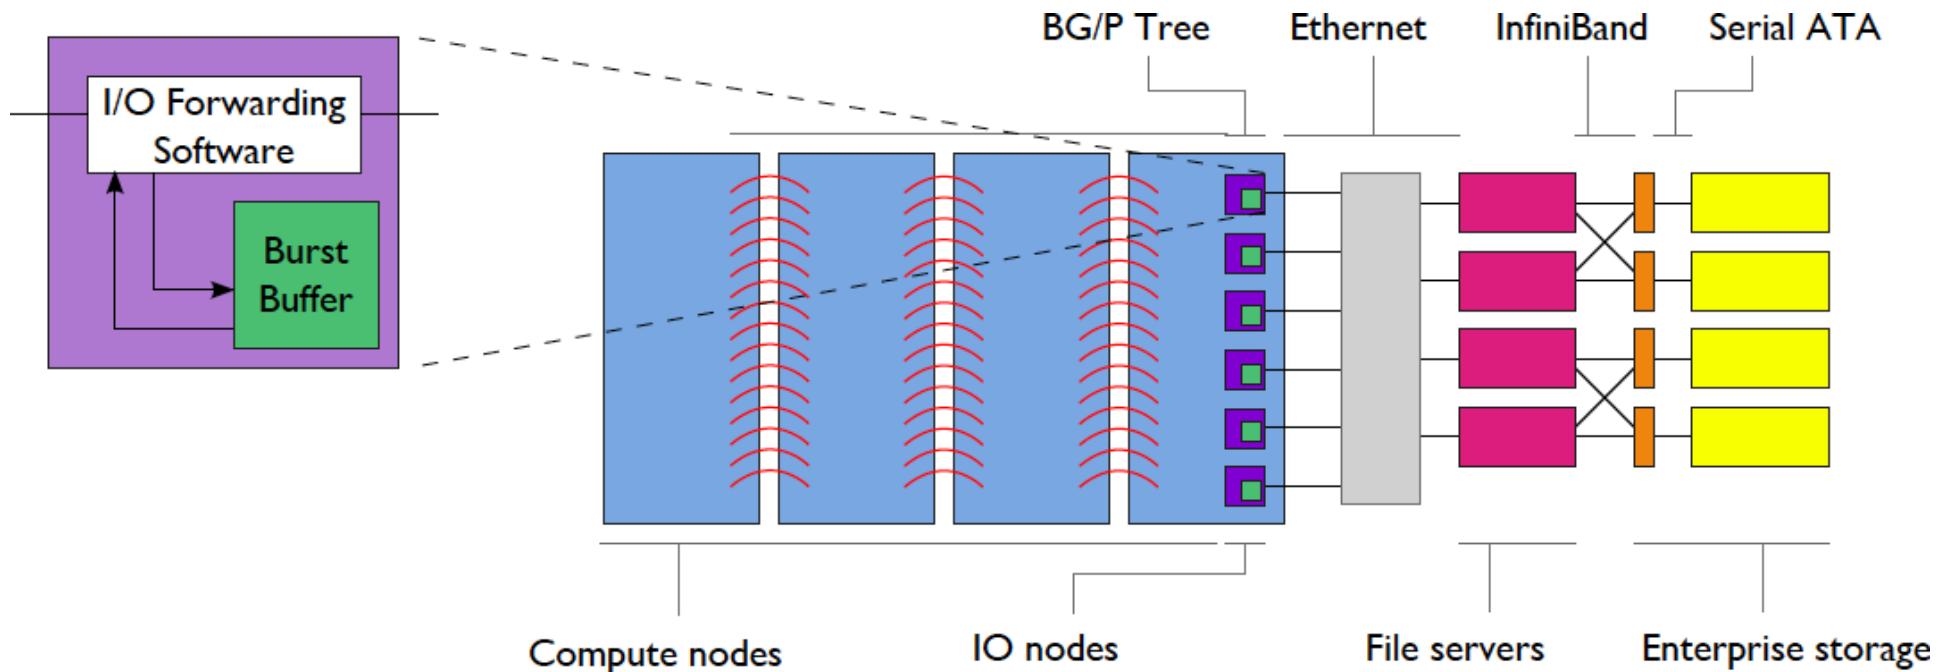 BG/P Tree
Ethernet
InfiniBand
Serial ATA
I/O Forwarding
Software
Burst
Buffer
Compute nodes
IO nodes
File servers
Enterprise storage